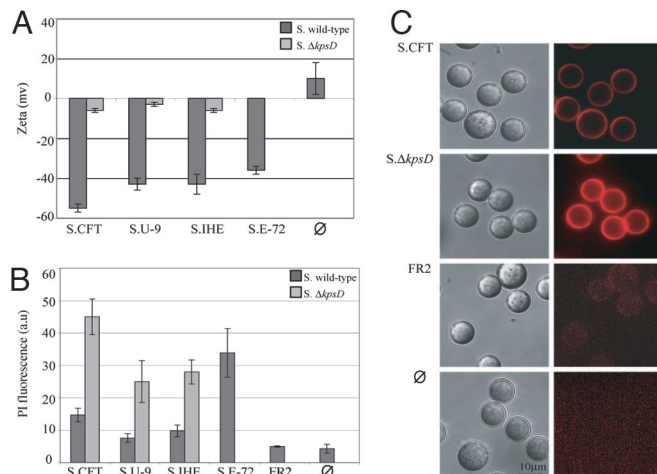 A
S. wild-type
S. ΔkpsD
Zeta (mv)
40
20
0
-20
-40
-60
S.CFT S.U-9 S.IHE S.E-72 Ø
B
S. wild-type
S. ΔkpsD
PI fluorescence (a.u)
60
50
40
30
20
10
0
S.CFT S.U-9 S.IHE S.E-72 FR2 Ø
C
S.CFT
S.ΔkpsD
FR2
Ø
10μm